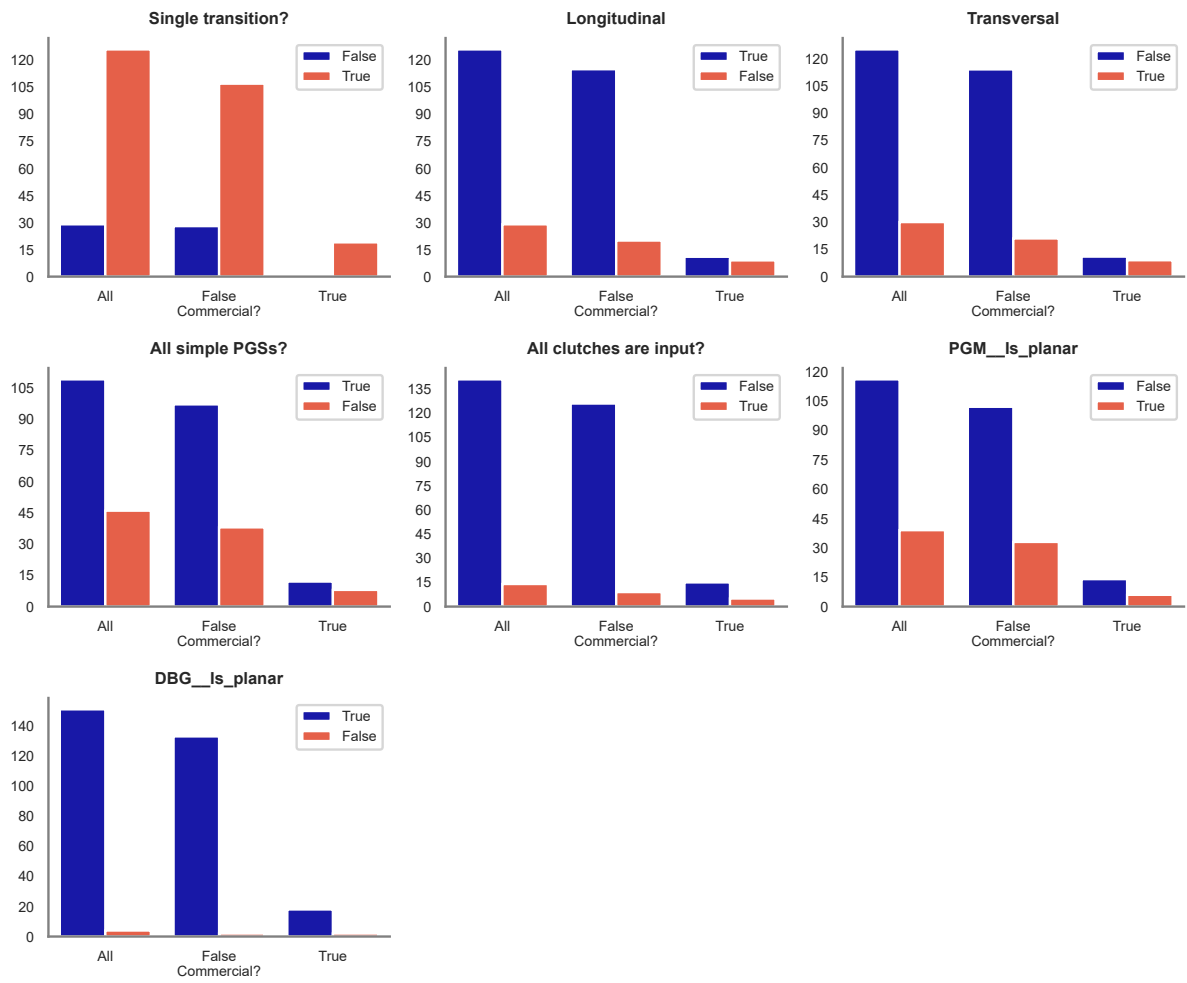 Single transition?
120
105
90
75
60
45
30
15
0
False
True
All
False
True
Commercial?
Longitudinal
120
105
90
75
60
45
30
15
0
True
False
All
False
True
Commercial?
Transversal
120
105
90
75
60
45
30
15
0
False
True
All
False
True
Commercial?
All simple PGSs?
105
90
75
60
45
30
15
0
True
False
All
False
True
Commercial?
All clutches are input?
135
120
105
90
75
60
45
30
15
0
False
True
All
False
True
Commercial?
PGM__Is_planar
120
105
90
75
60
45
30
15
0
False
True
All
False
True
Commercial?
DBG__Is_planar
140
120
100
80
60
40
20
0
True
False
All
False
True
Commercial?